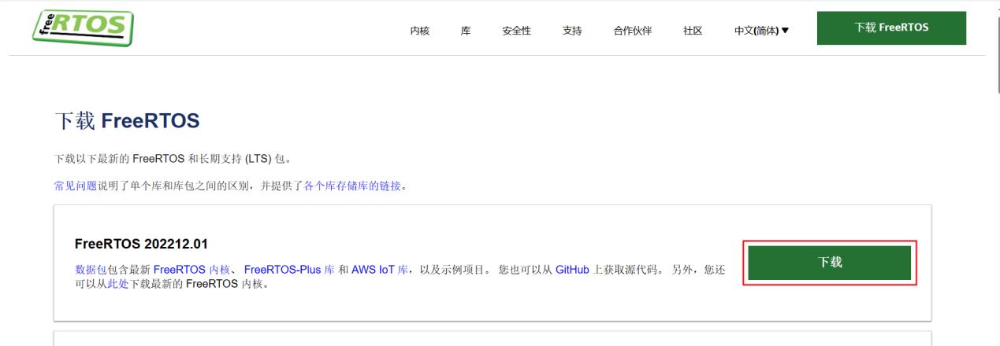 free RTOS
内核 库 安全性 支持 合作伙伴 社区 中文(简体) 下载 FreeRTOS
下载 FreeRTOS
下载以下最新的 FreeRTOS 和长期支持 (LTS) 包。
常见问题说明了单个库和库包之间的区别，并提供了各个库存储库的链接。
FreeRTOS 202212.01
数据包包含最新 FreeRTOS 内核、 FreeRTOS-Plus 库 和 AWS IoT 库，以及示例项目。 您也可以从 GitHub 上获取源代码。 另外，您还
可以从此处下载最新的 FreeRTOS 内核。
下载